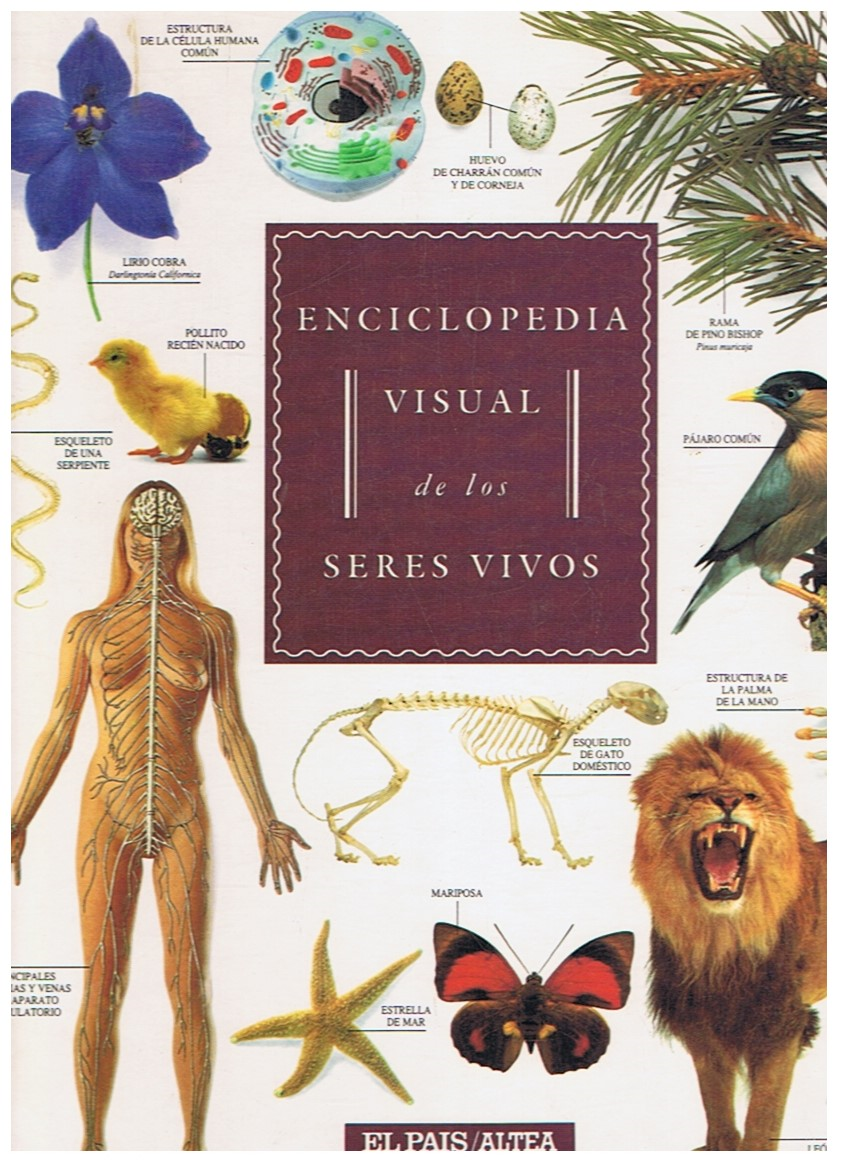 ESTRUCTURA
DE LA CÉLULA HUMANA
COMÚN
HUEVO
DE CHARRÁN COMÚN
Y DE CORNEJA
LIRIO COBRA
Darlingtonia Californica
RAMA
DE PINO BISHOP
Pinus muricaja
POLLITO
RECIÉN NACIDO
ENCICLOPEDIA
VISUAL
de los
SERES VIVOS
ESQUELETO
DE UNA
SERPIENTE
PÁJARO COMÚN
ESTRUCTURA DE
LA PALMA
DE LA MANO
ESQUELETO
DE GATO
DOMÉSTICO
MARIPOSA
NCIPALES
IAS Y VENAS
APARATO
ULATORIO
ESTRELLA
DE MAR
EL PAIS/ALTEA